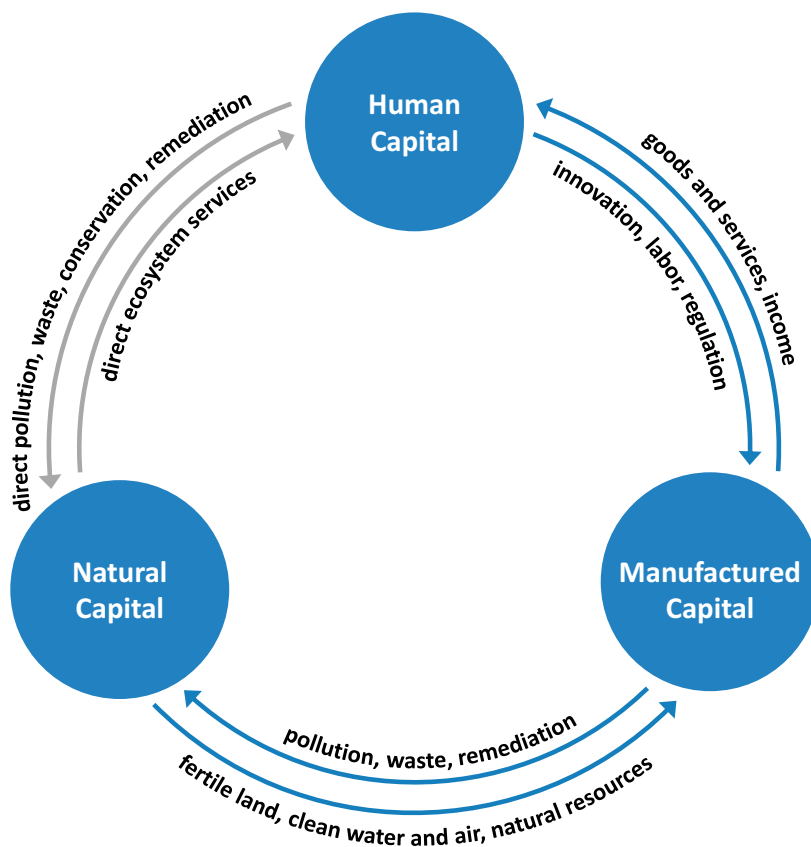 Human
Capital
direct pollution, waste, conservation, remediation
direct ecosystem services
goods and services, income
innovation, labor, regulation
Natural
Capital
Manufactured
Capital
pollution, waste, remediation
fertile land, clean water and air, natural resources